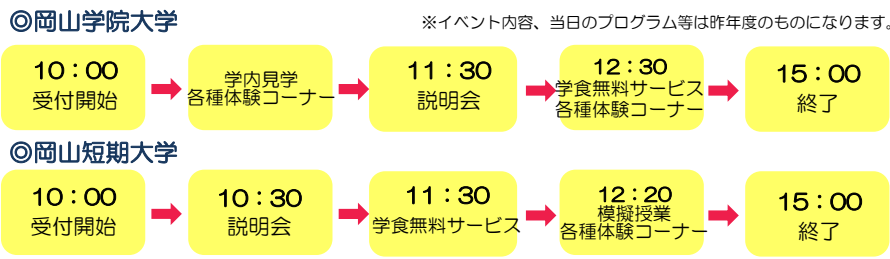 ◎岡山学院大学
※イベント内容、当日のプログラム等は昨年度のものになります。
10：00
受付開始
学内見学
各種体験コーナー
11：30
説明会
12：30
学食無料サービス
各種体験コーナー
15：00
終了
◎岡山短期大学
10：00
受付開始
10：30
説明会
11：30
学食無料サービス
12：20
模擬授業
各種体験コーナー
15：00
終了